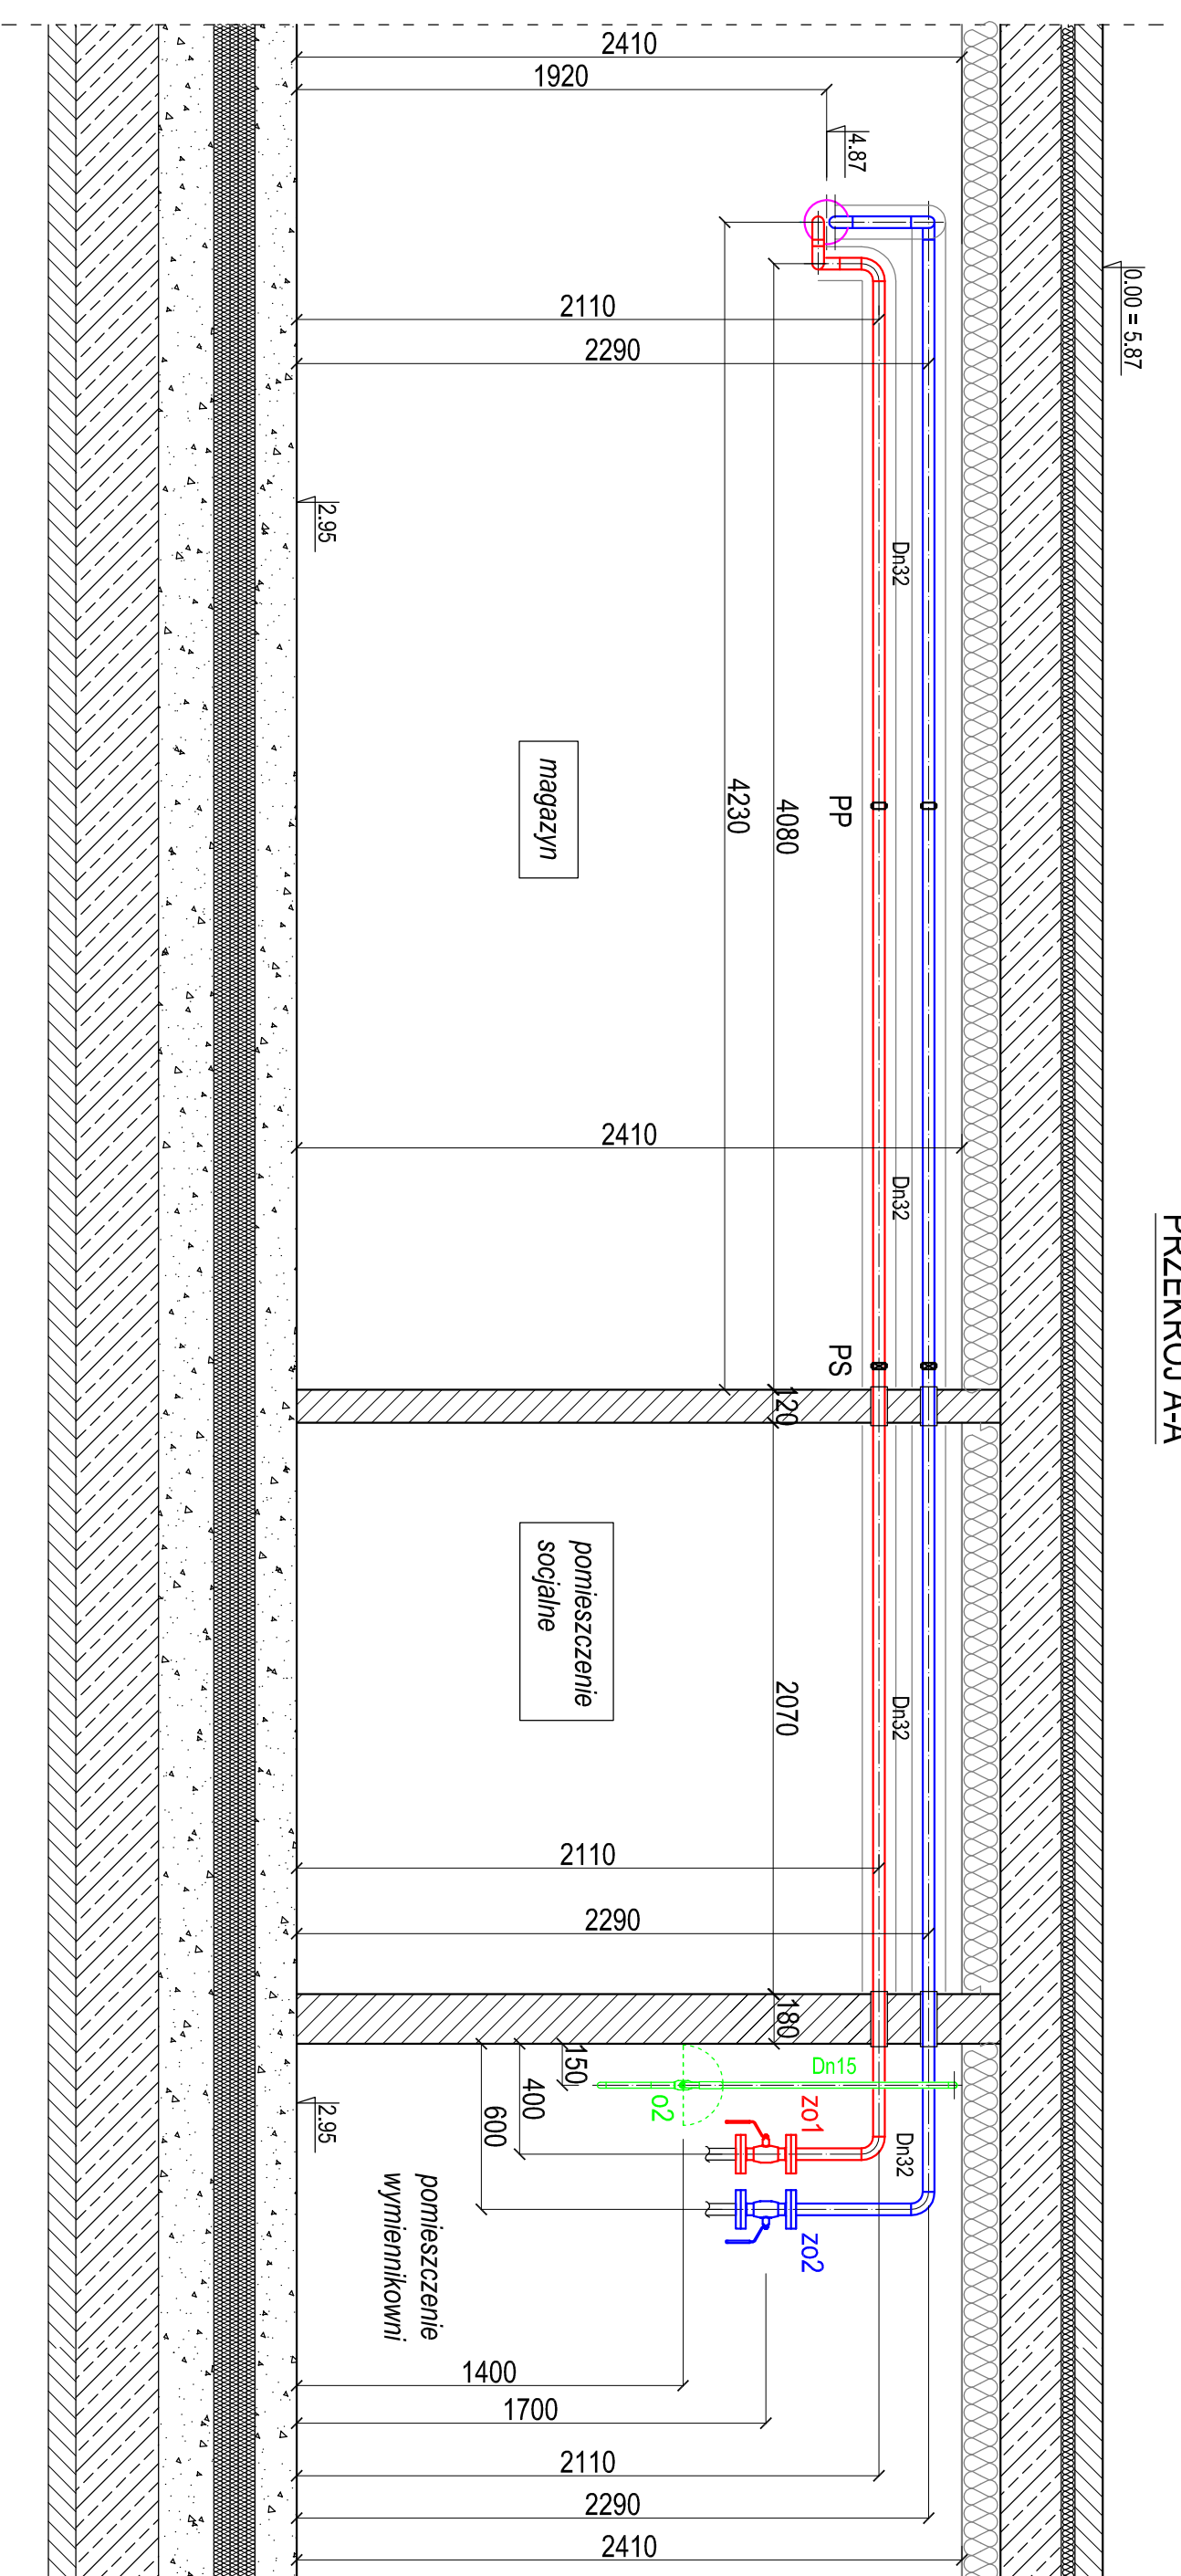 PRZEKRÓJ A-A
0.00 = 5.87
2410
1920
4.87
2110
2290
Dn32
2.95
magazyn
PP
4080
4230
2410
Dn32
PS
120
pomieszczenie
socjalne
2070
Dn32
2110
2290
180
150
400
600
Dn15
o2
zo1
Dn32
zo2
2.95
pomieszczenie
wymiennikowni
1400
1700
2110
2290
2410